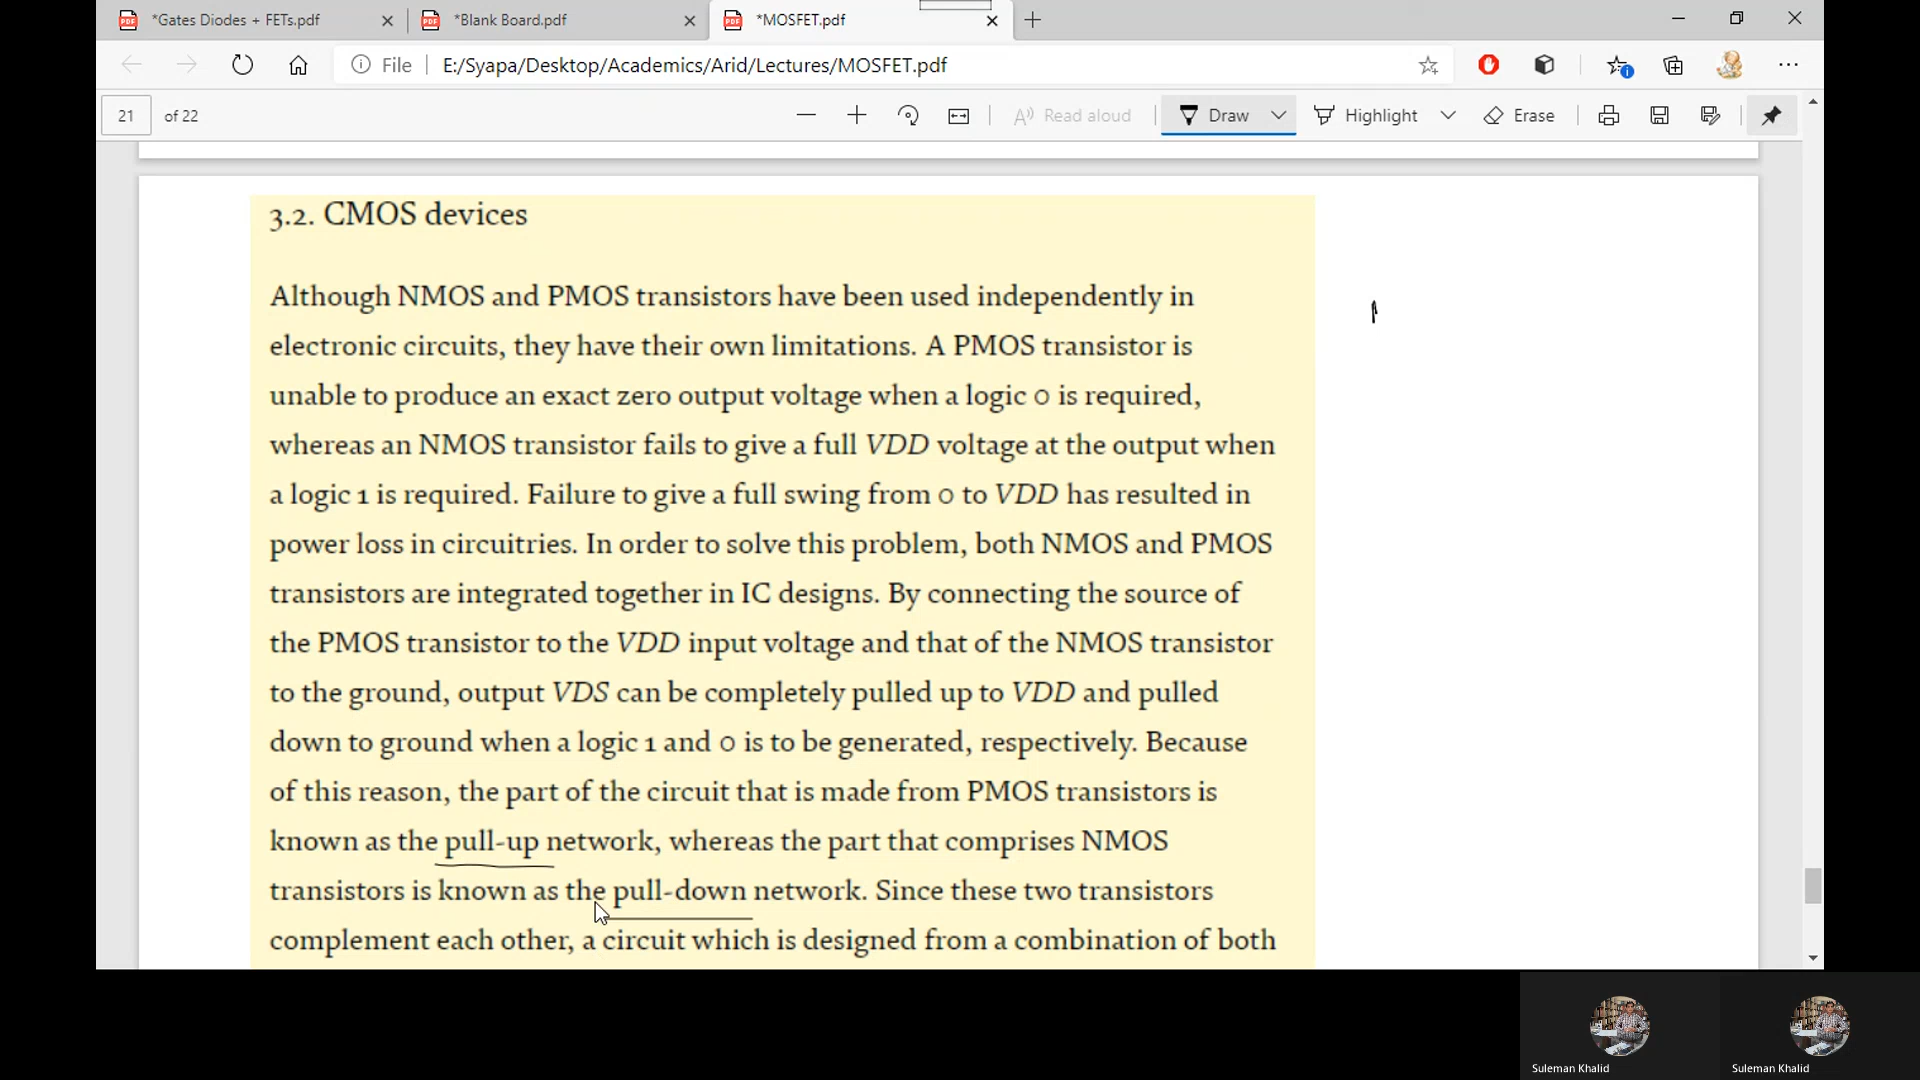 *Gates Diodes + FETs.pdf
*Blank Board.pdf
*MOSFET.pdf
File
E:/Syapa/Desktop/Academics/Arid/Lectures/MOSFET.pdf
21 of 22
Read aloud
Draw
Highlight
Erase
3.2. CMOS devices
Although NMOS and PMOS transistors have been used independently in
electronic circuits, they have their own limitations. A PMOS transistor is
unable to produce an exact zero output voltage when a logic 0 is required,
whereas an NMOS transistor fails to give a full VDD voltage at the output when
a logic 1 is required. Failure to give a full swing from 0 to VDD has resulted in
power loss in circuitries. In order to solve this problem, both NMOS and PMOS
transistors are integrated together in IC designs. By connecting the source of
the PMOS transistor to the VDD input voltage and that of the NMOS transistor
to the ground, output VDS can be completely pulled up to VDD and pulled
down to ground when a logic 1 and 0 is to be generated, respectively. Because
of this reason, the part of the circuit that is made from PMOS transistors is
known as the pull-up network, whereas the part that comprises NMOS
transistors is known as the pull-down network. Since these two transistors
complement each other, a circuit which is designed from a combination of both
Suleman Khalid
Suleman Khalid